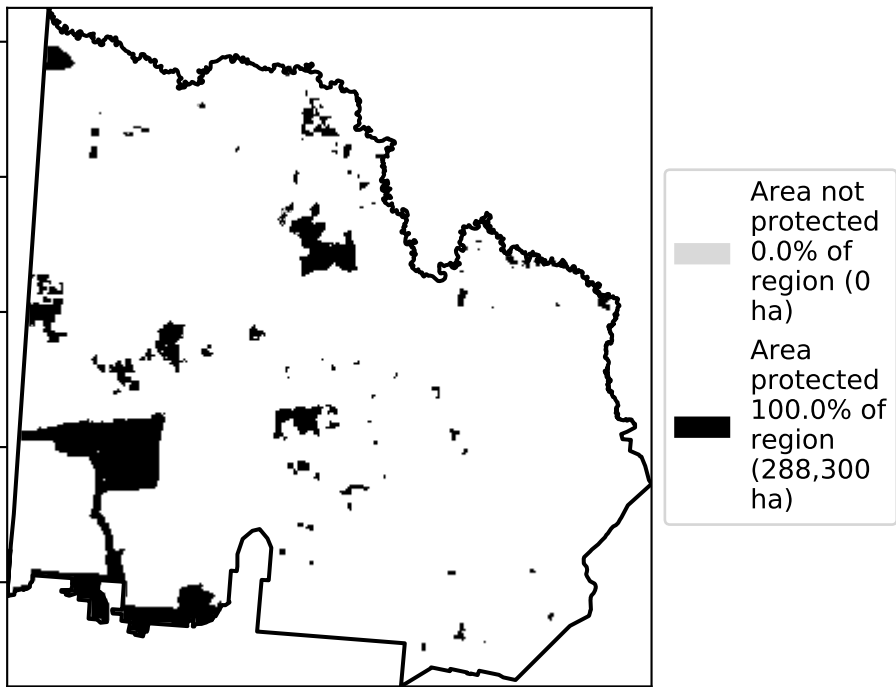 Area not
protected
0.0% of
region (0
ha)
Area
protected
100.0% of
region
(288,300
ha)